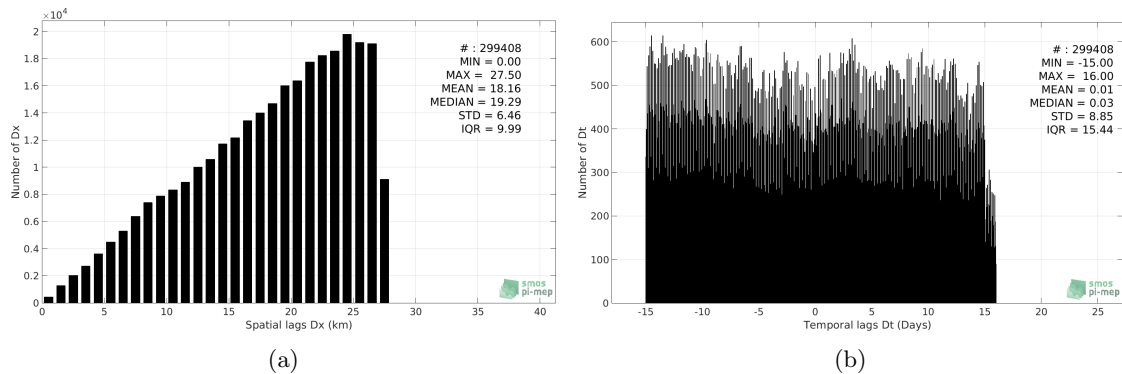 ×10⁴
2
1.8
1.6
1.4
1.2
1
0.8
0.6
0.4
0.2
0
Number of Dx
# : 299408
MIN = 0.00
MAX = 27.50
MEAN = 18.16
MEDIAN = 19.29
STD = 6.46
IQR = 9.99
smos
pi-mep
0 5 10 15 20 25 30 35 40
Spatial lags Dx (km)
(a)
600
500
400
300
200
100
0
Number of Dt
# : 299408
MIN = -15.00
MAX = 16.00
MEAN = 0.01
MEDIAN = 0.03
STD = 8.85
IQR = 15.44
smos
pi-mep
-15 -10 -5 0 5 10 15 20 25
Temporal lags Dt (Days)
(b)